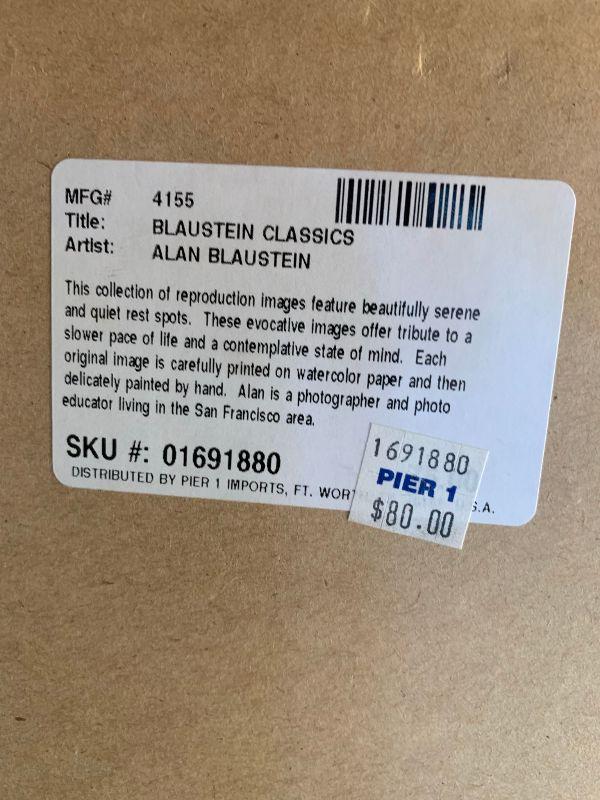 MFG# 4155
Title: BLAUSTEIN CLASSICS
Artist: ALAN BLAUSTEIN
This collection of reproduction images feature beautifully serene
and quiet rest spots. These evocative images offer tribute to a
slower pace of life and a contemplative state of mind. Each
original image is carefully printed on watercolor paper and then
delicately painted by hand. Alan is a photographer and photo
educator living in the San Francisco area.
SKU #: 01691880
DISTRIBUTED BY PIER 1 IMPORTS, FT. WORT S.A.
1691880
PIER 1
$80.00